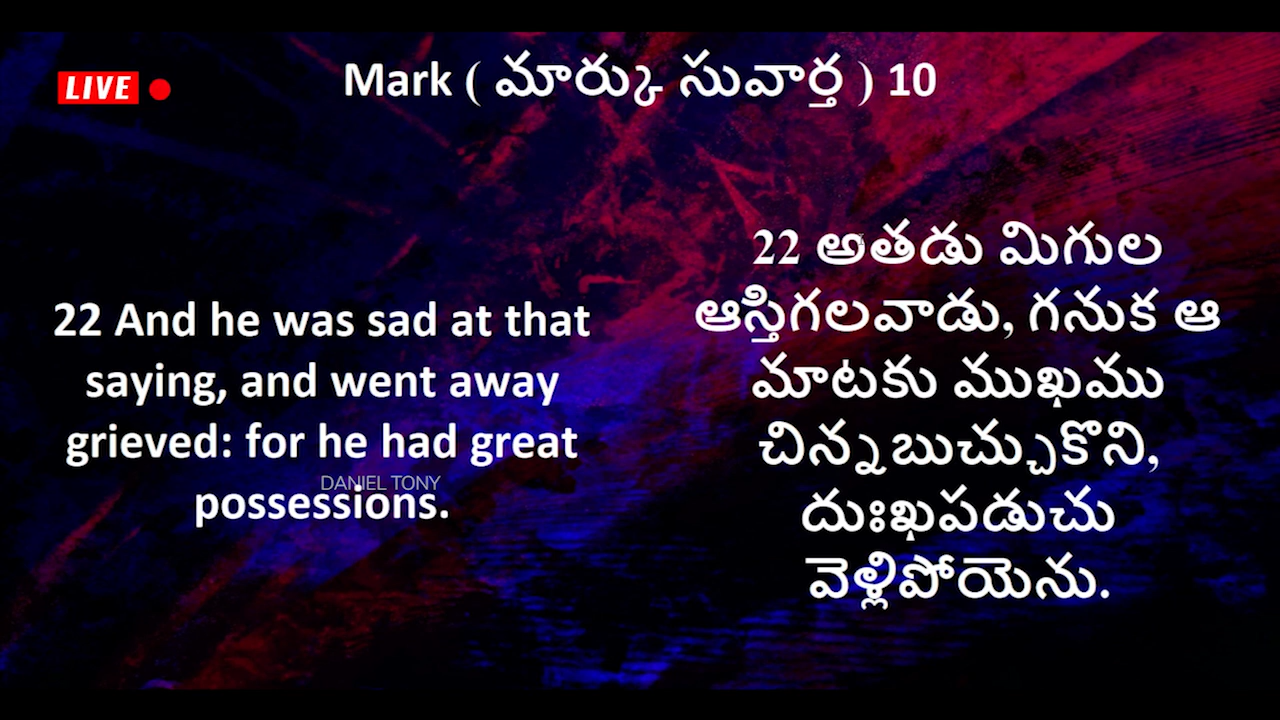 LIVE
Mark ( మార్కు సువార్త ) 10
22 And he was sad at that
saying, and went away
grieved: for he had great
possessions.
DANIEL TONY
22 అతడు మిగుల
ఆస్తిగలవాడు, గనుక ఆ
మాటకు ముఖము
చిన్నబుచ్చుకొని,
దుఃఖపడుచు
వెళ్లిపోయెను.